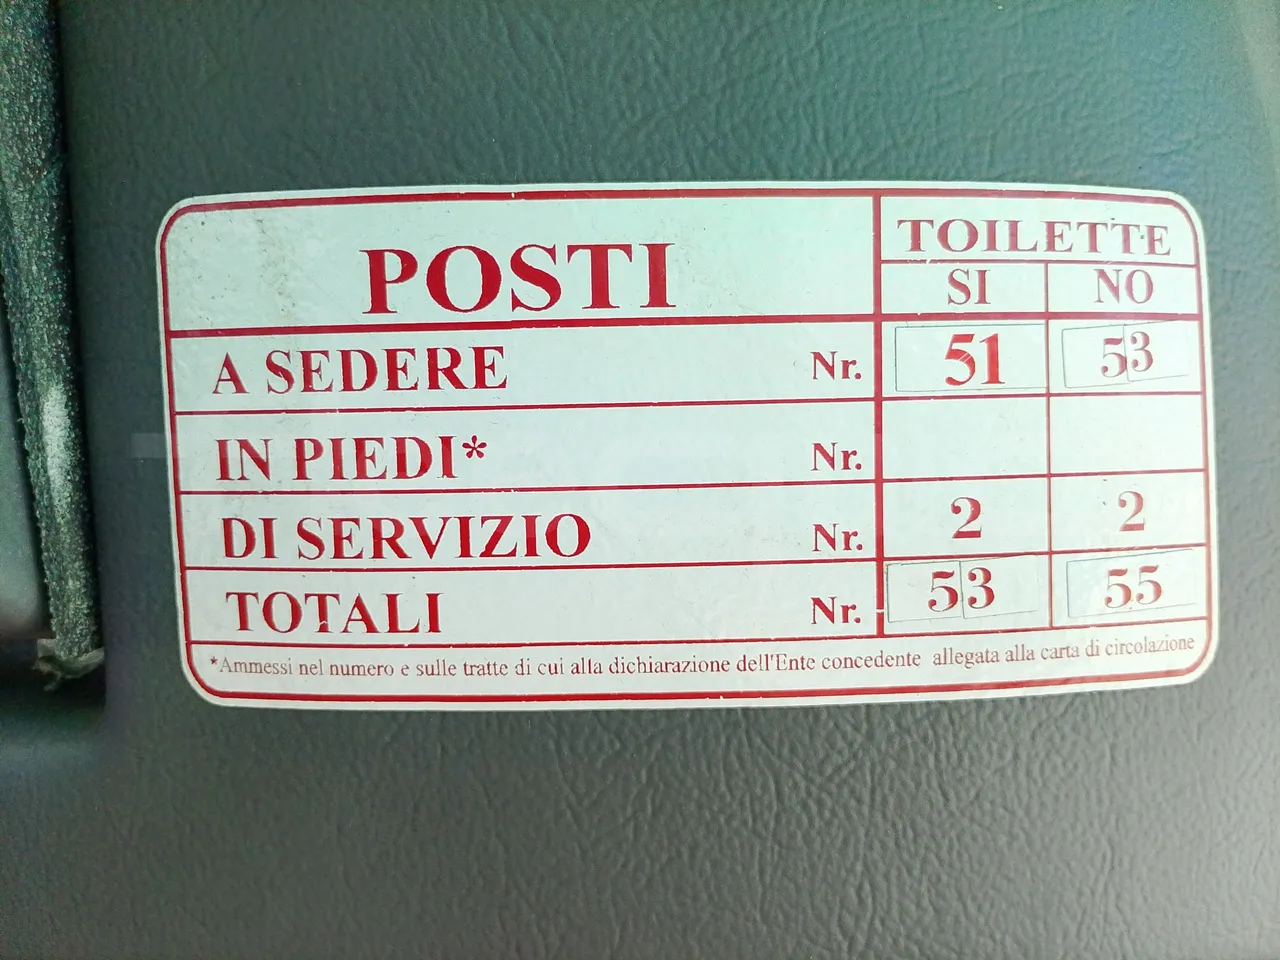 POSTI TOILETTE
SI NO
A SEDERE Nr. 51 53
IN PIEDI* Nr.
DI SERVIZIO Nr. 2 2
TOTALI Nr. 53 55
*Ammessi nel numero e sulle tratte di cui alla dichiarazione dell'Ente concedente allegata alla carta di circolazione